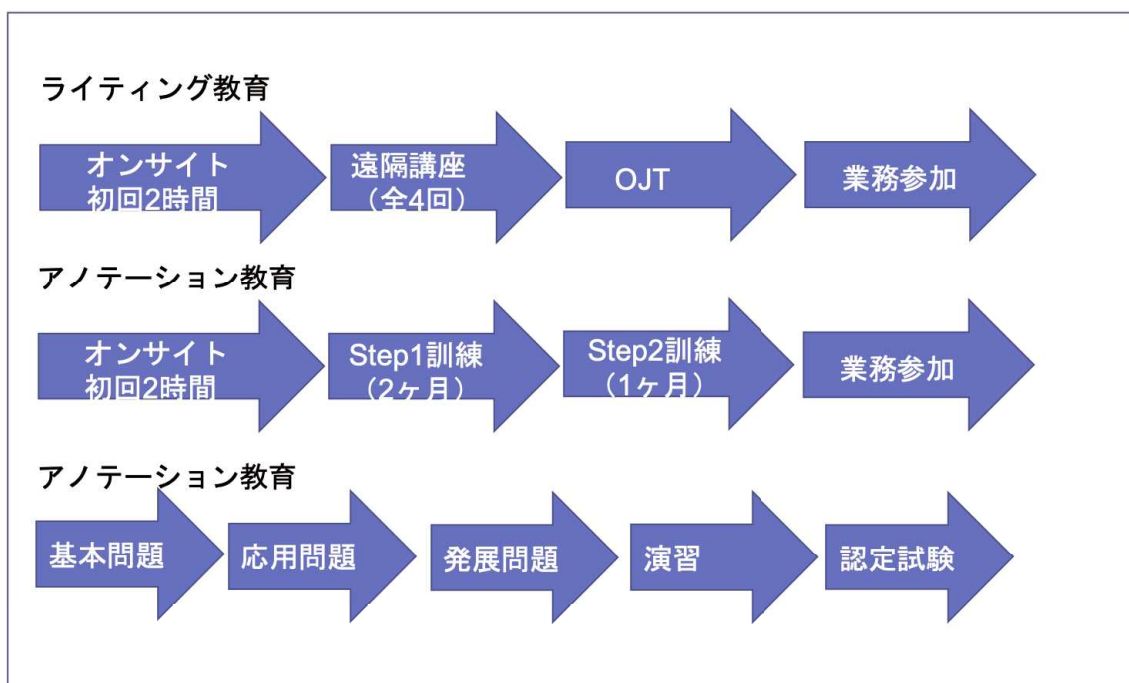 ライティング教育
オンサイト
初回2時間
遠隔講座
（全4回）
OJT
業務参加
アノテーション教育
オンサイト
初回2時間
Step1訓練
（2ヶ月）
Step2訓練
（1ヶ月）
業務参加
アノテーション教育
基本問題
応用問題
発展問題
演習
認定試験